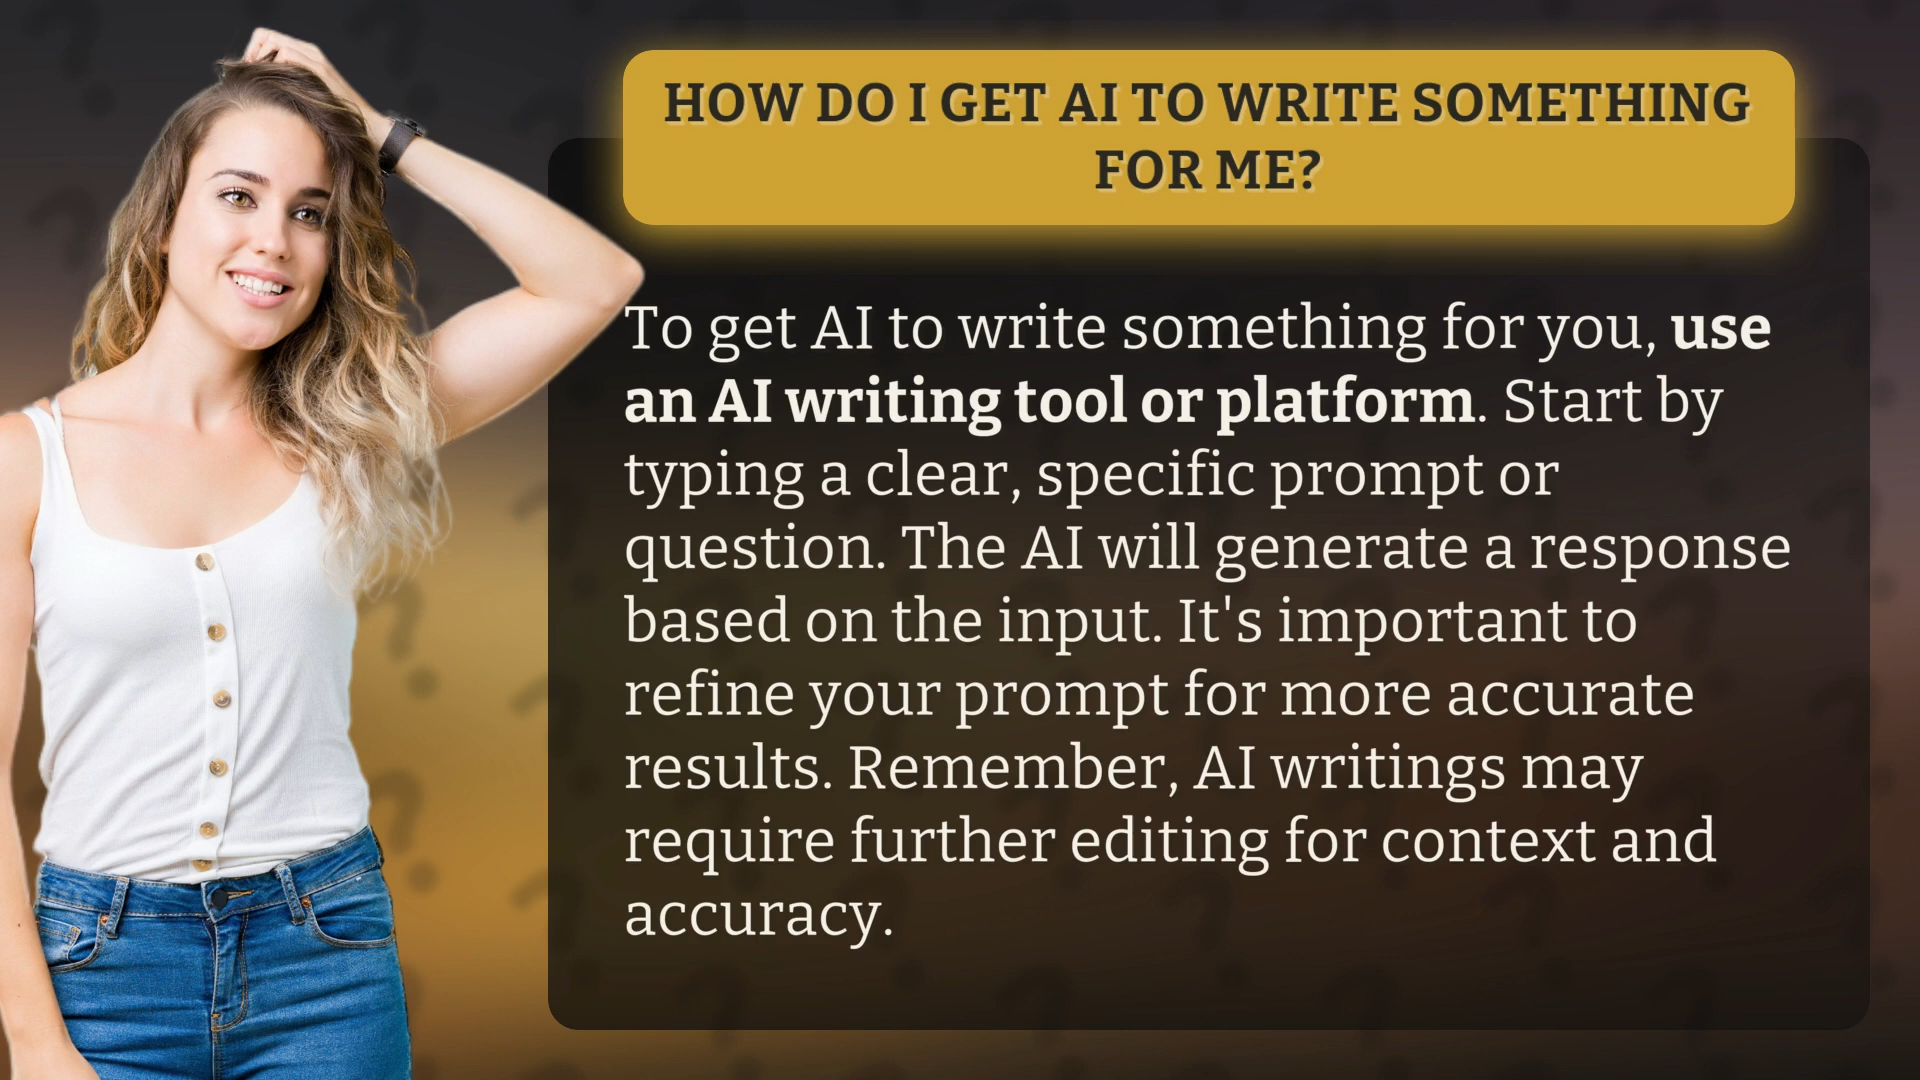 HOW DO I GET AI TO WRITE SOMETHING
FOR ME?
To get AI to write something for you, use
an AI writing tool or platform. Start by
typing a clear, specific prompt or
question. The AI will generate a response
based on the input. It's important to
refine your prompt for more accurate
results. Remember, AI writings may
require further editing for context and
accuracy.